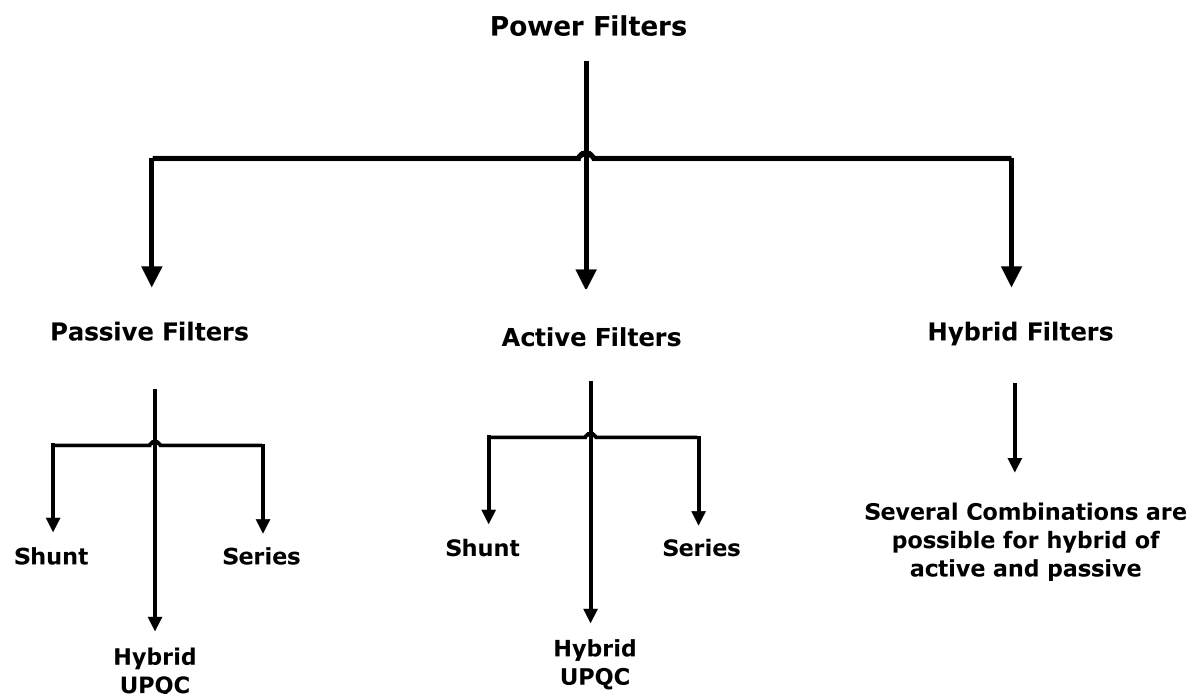 Power Filters
Passive Filters
Active Filters
Hybrid Filters
Shunt
Series
Hybrid
UPQC
Shunt
Series
Hybrid
UPQC
Several Combinations are
possible for hybrid of
active and passive